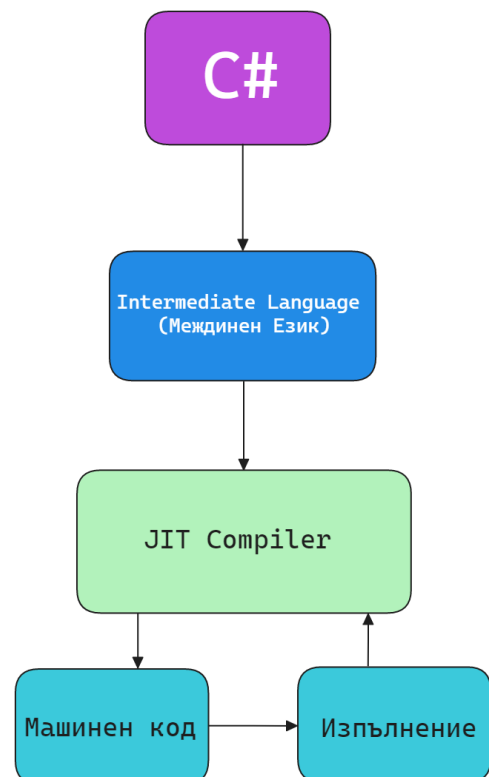 C#
Intermediate Language
(Междинен Език)
JIT Compiler
Машинен код
Изпълнение